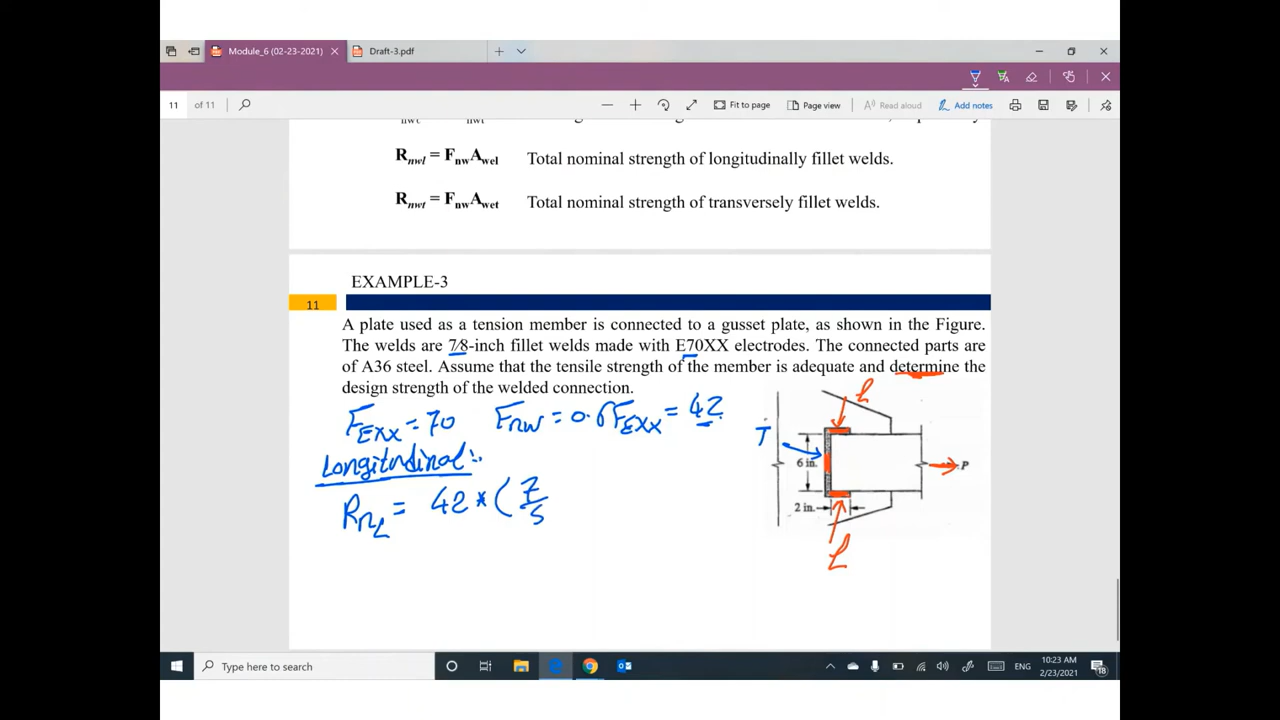 Module_6 (02-23-2021)
Draft-3.pdf
11 of 11
Fit to page
Page view
Read aloud
Add notes
nwt nwt
Rnwl = FnwAwel Total nominal strength of longitudinally fillet welds.
Rnwt = FnwAwet Total nominal strength of transversely fillet welds.
EXAMPLE-3
11
A plate used as a tension member is connected to a gusset plate, as shown in the Figure.
The welds are 7/8-inch fillet welds made with E70XX electrodes. The connected parts are
of A36 steel. Assume that the tensile strength of the member is adequate and determine the
design strength of the welded connection.
FEXX = 70 Fnw = 0.6FEXX = 42
Longitudinal:
RnL = 42 * ( 7
L
T
6 in.
P
2 in.
L
Type here to search
ENG
10:23 AM
2/23/2021
18